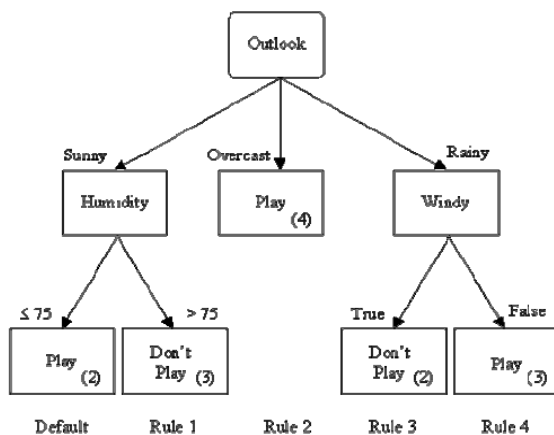 Outlook
Sunny
Overcast
Rainy
Humidity
Play
(4)
Windy
≤ 75
> 75
True
False
Play
(2)
Don't
Play (3)
Don't
Play (2)
Play
(3)
Default
Rule 1
Rule 2
Rule 3
Rule 4